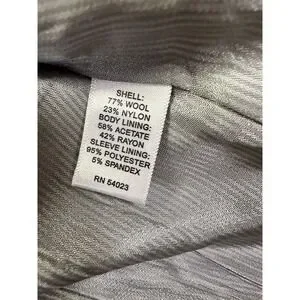 SHELL:
77% WOOL
23% NYLON
BODY LINING:
58% ACETATE
42% RAYON
SLEEVE LINING:
95% POLYESTER
5% SPANDEX
RN 54023